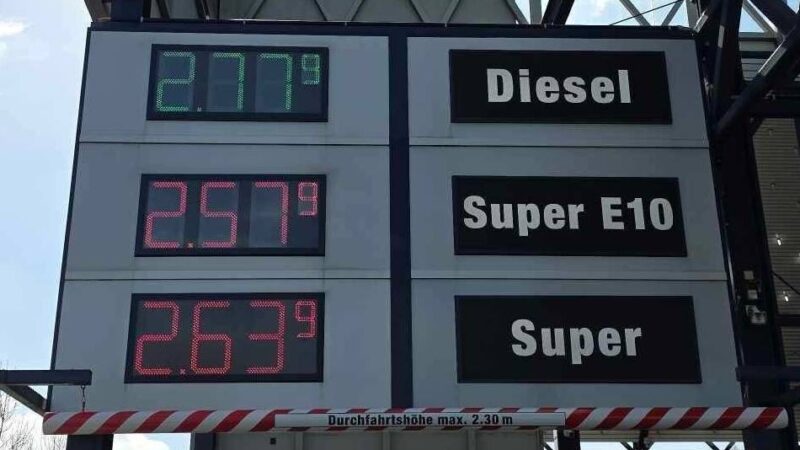 2.77⁹ Diesel
2.57⁹ Super E10
2.63⁹ Super
Durchfahrtshöhe max. 2.30 m